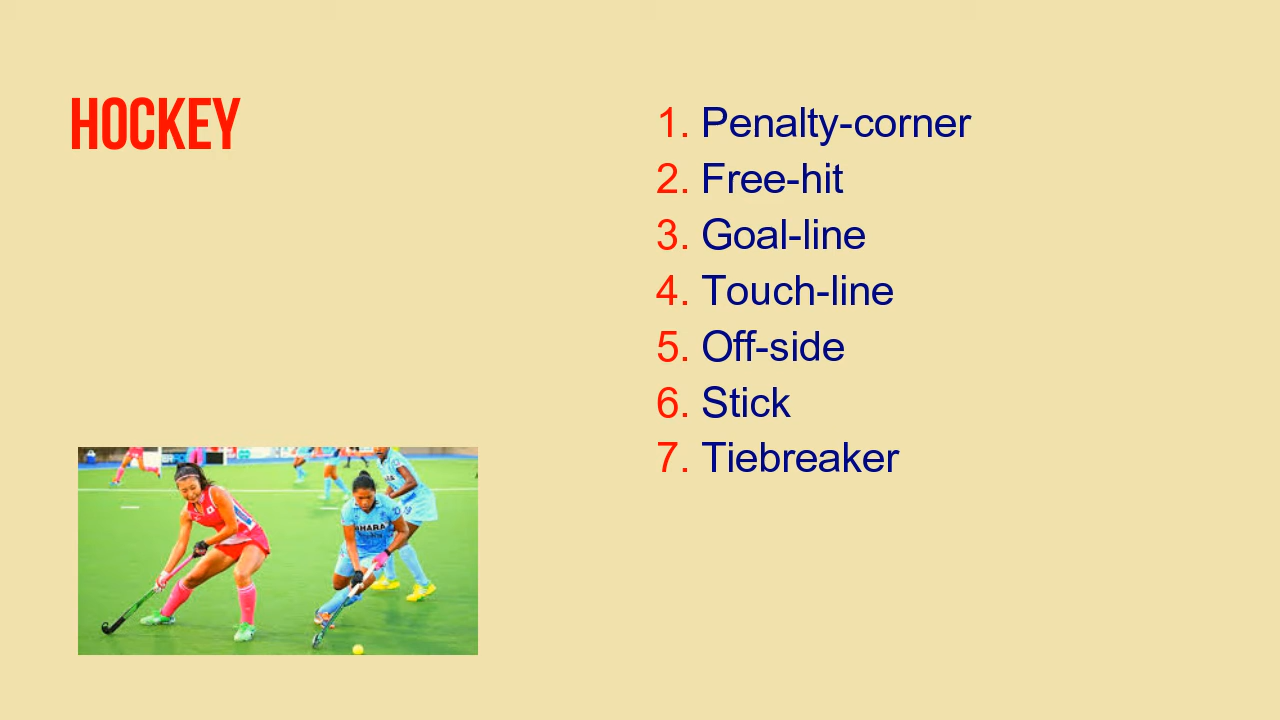 HOCKEY
1. Penalty-corner
2. Free-hit
3. Goal-line
4. Touch-line
5. Off-side
6. Stick
7. Tiebreaker